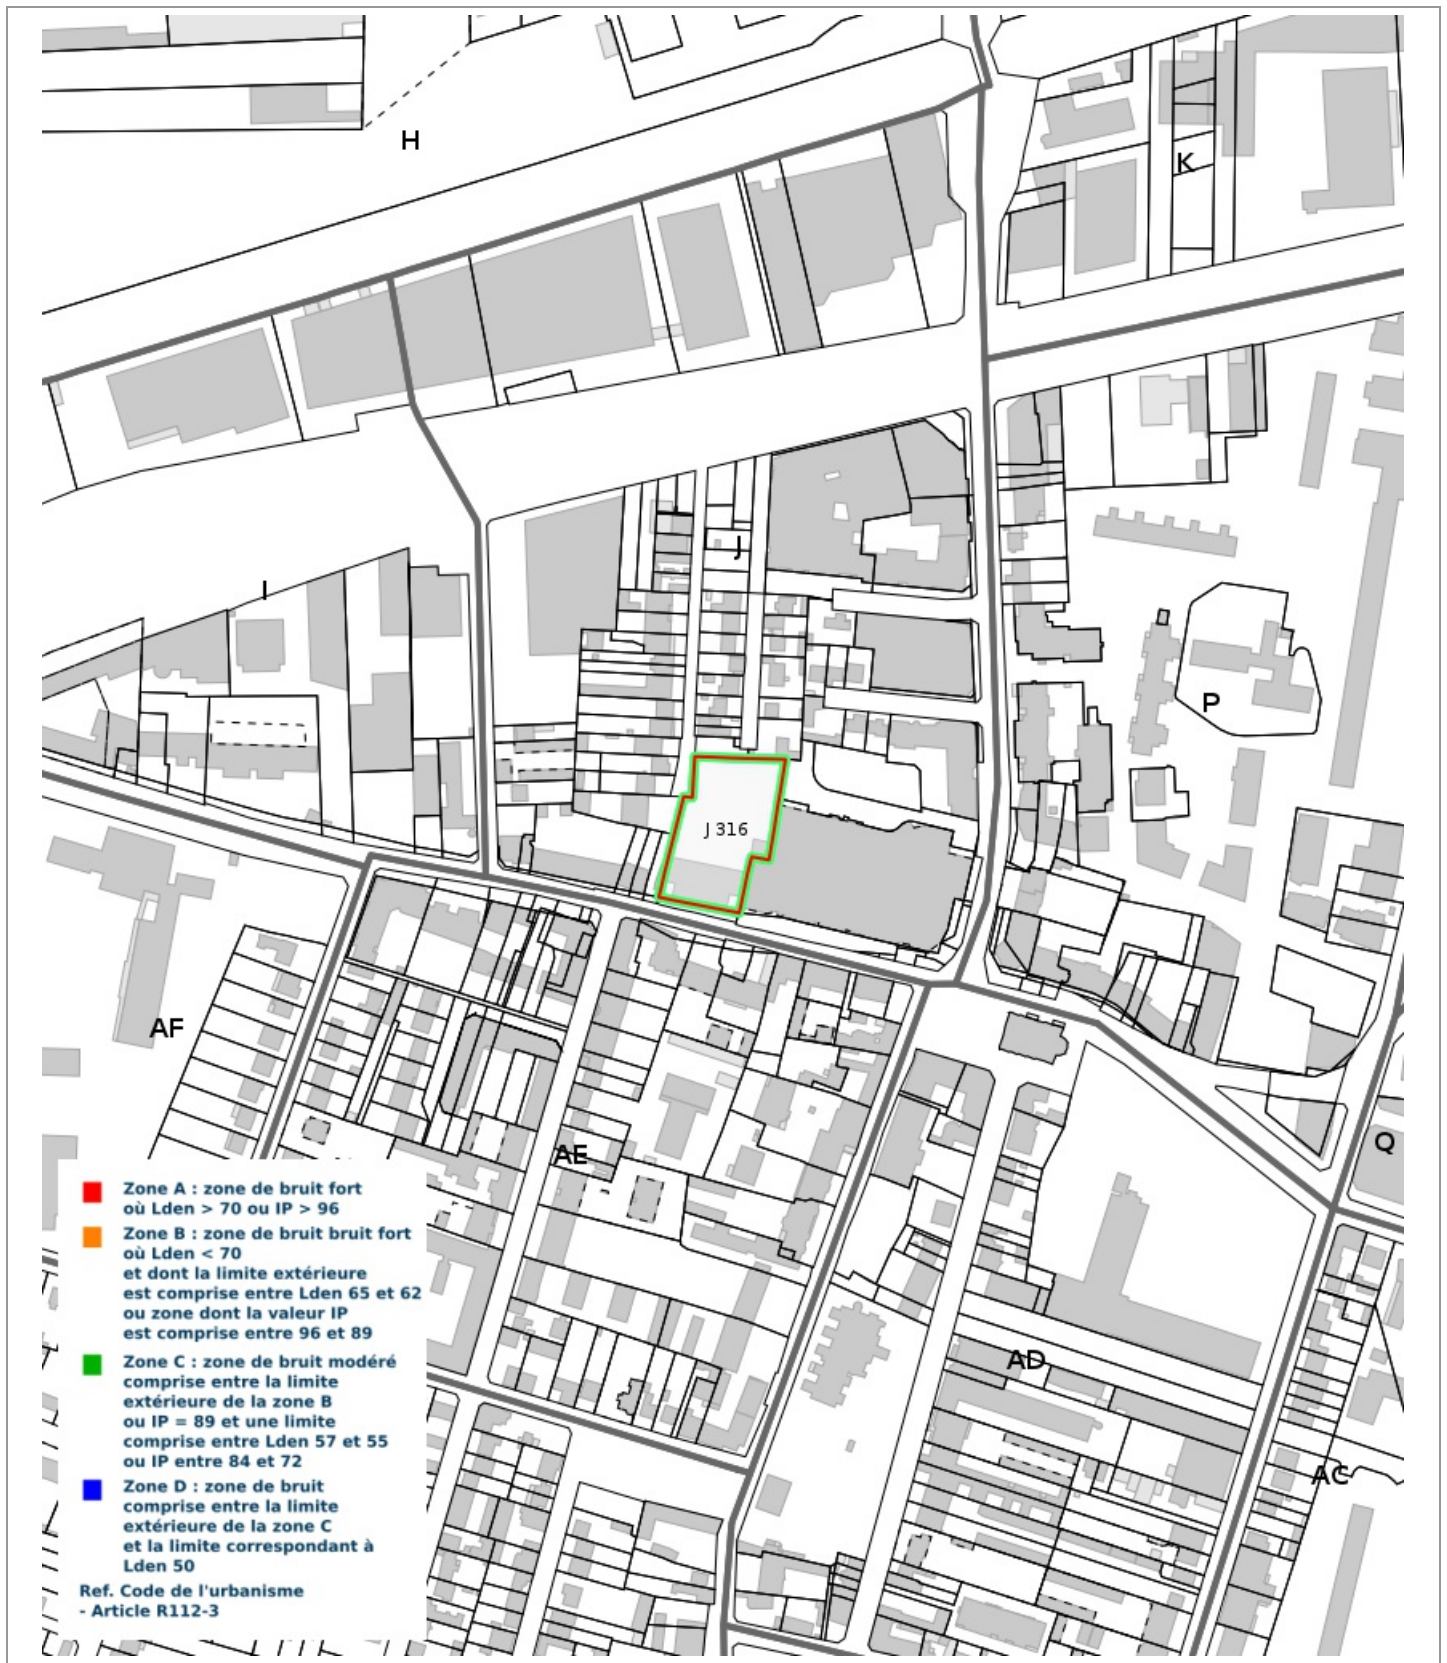 H
K
J
I
P
J 316
AF
AE
Q
AD
AC
Zone A : zone de bruit fort
où Lden > 70 ou IP > 96
Zone B : zone de bruit bruit fort
où Lden < 70
et dont la limite extérieure
est comprise entre Lden 65 et 62
ou zone dont la valeur IP
est comprise entre 96 et 89
Zone C : zone de bruit modéré
comprise entre la limite
extérieure de la zone B
ou IP = 89 et une limite
comprise entre Lden 57 et 55
ou IP entre 84 et 72
Zone D : zone de bruit
comprise entre la limite
extérieure de la zone C
et la limite correspondant à
Lden 50
Ref. Code de l'urbanisme
- Article R112-3